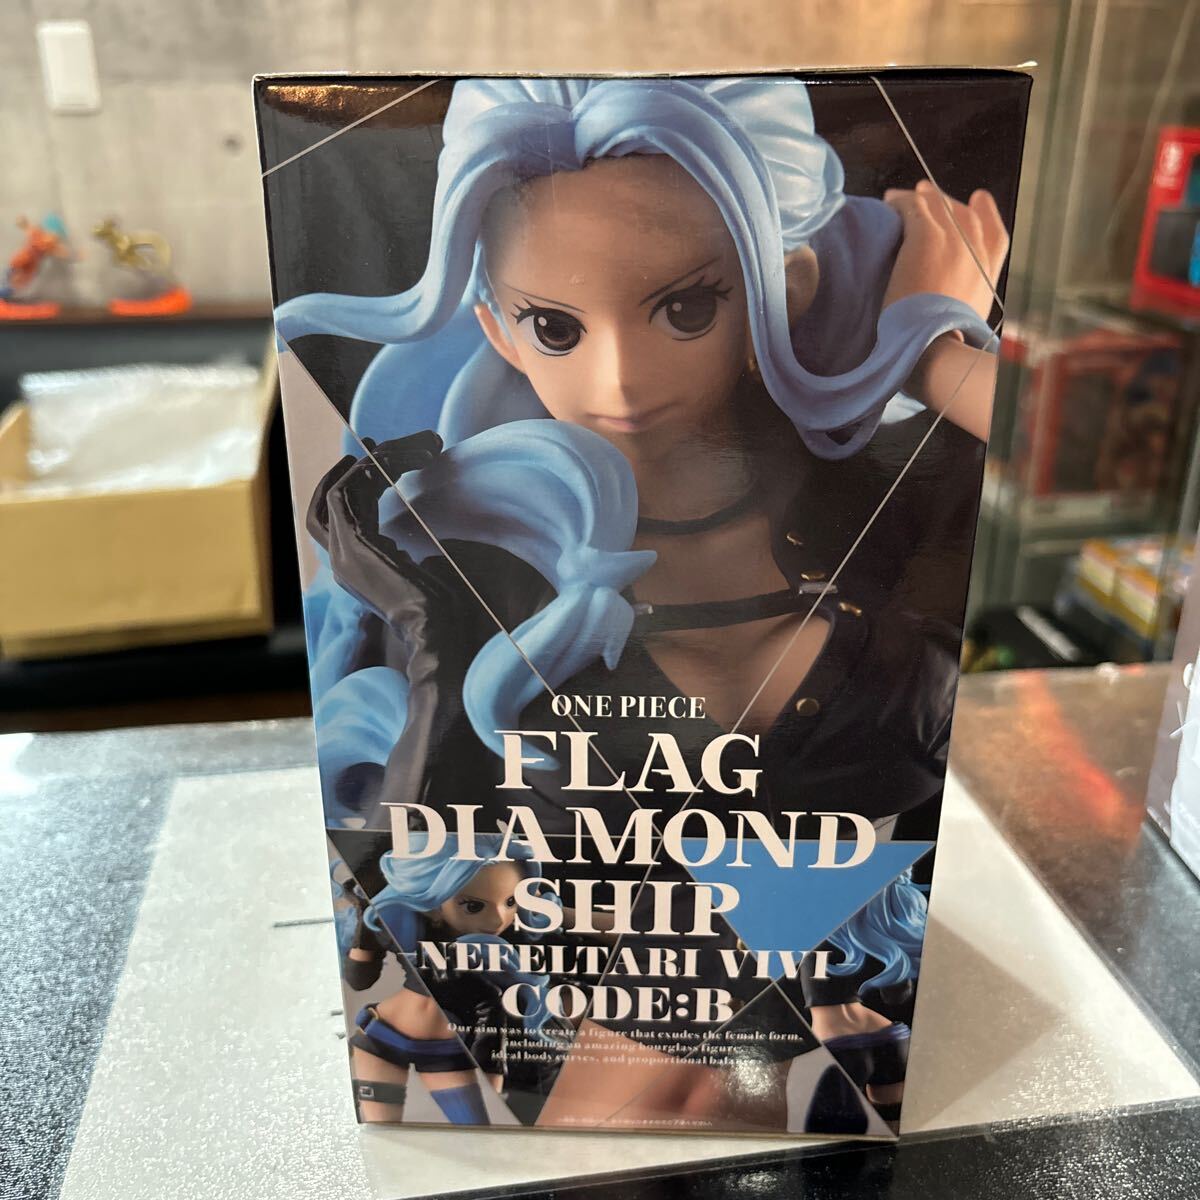 ONE PIECE
FLAG
DIAMOND
SHIP
-NEFELTARI VIVI-
CODE:B
Our aim was to create a figure that exudes the female form,
including an amazing hourglass figure,
ideal body curves, and proportional balance.